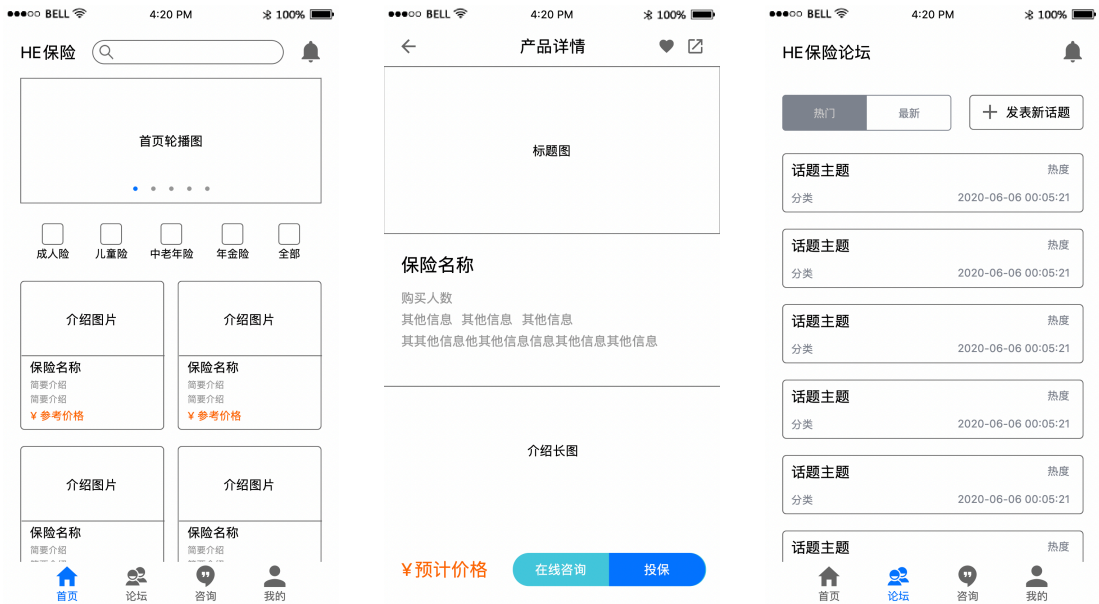 BELL 4:20 PM 100%
HE保险
首页轮播图
成人险 儿童险 中老年险 年金险 全部
介绍图片 介绍图片
保险名称 保险名称
简要介绍 简要介绍
简要介绍 简要介绍
¥ 参考价格 ¥ 参考价格
介绍图片 介绍图片
保险名称 保险名称
简要介绍 简要介绍
首页 论坛 咨询 我的
BELL 4:20 PM 100%
产品详情
标题图
保险名称
购买人数
其他信息 其他信息 其他信息
其其他信息他其他信息信息其他信息其他信息
介绍长图
¥预计价格 在线咨询 投保
BELL 4:20 PM 100%
HE保险论坛
热门 最新 发表新话题
话题主题 热度
分类 2020-06-06 00:05:21
话题主题 热度
分类 2020-06-06 00:05:21
话题主题 热度
分类 2020-06-06 00:05:21
话题主题 热度
分类 2020-06-06 00:05:21
话题主题 热度
分类 2020-06-06 00:05:21
话题主题 热度
首页 论坛 咨询 我的